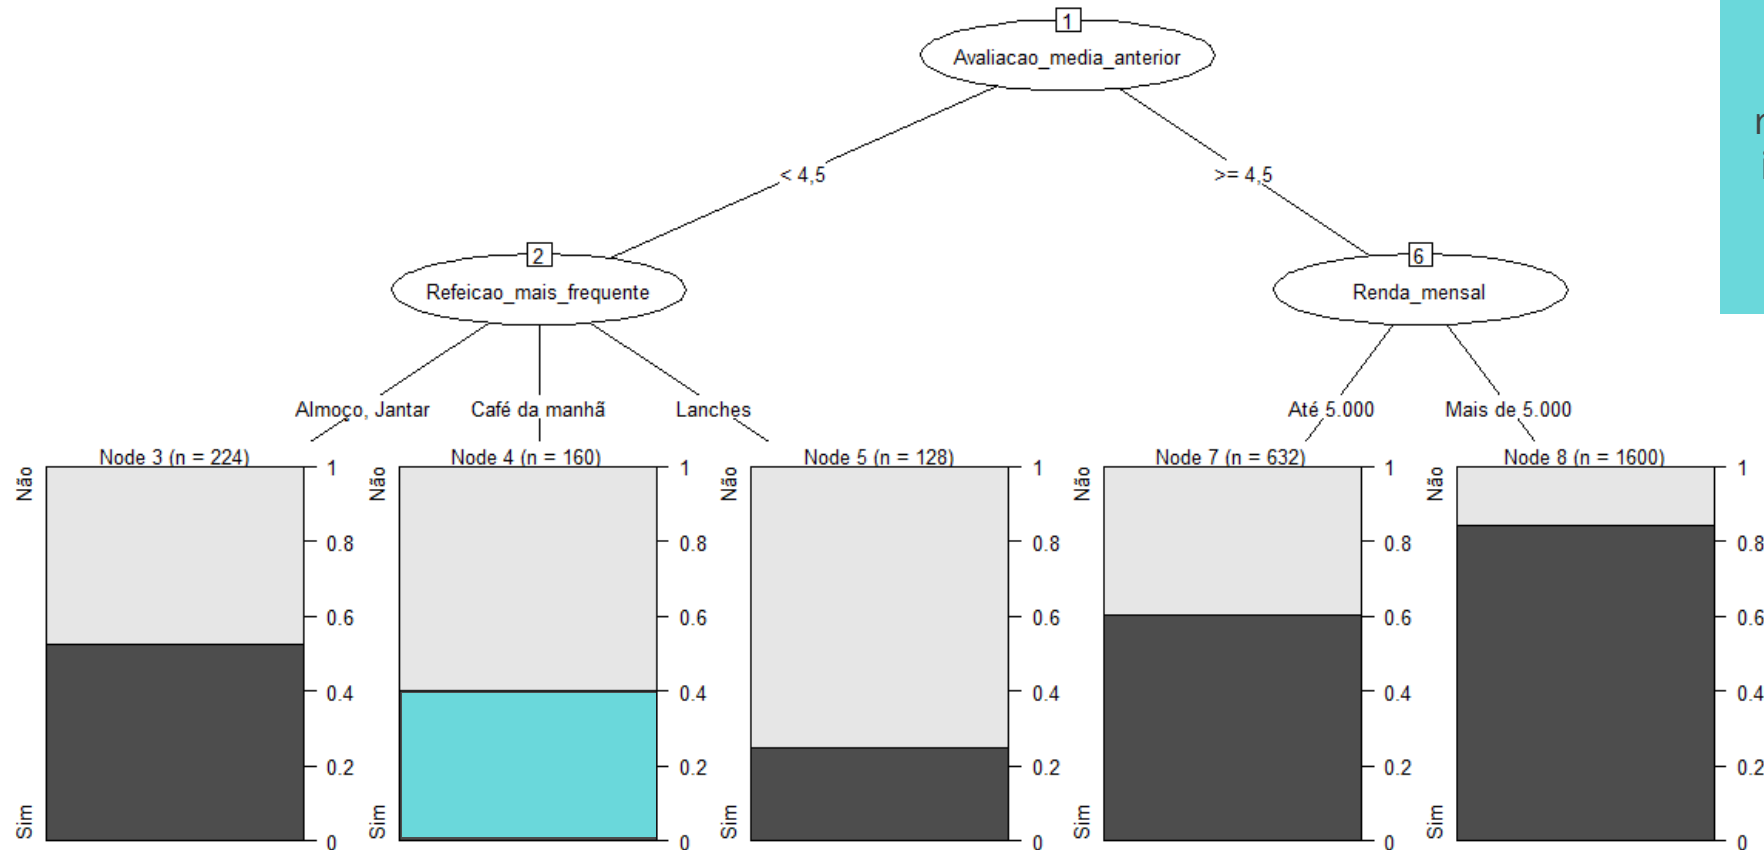 1
Avaliacao_media_anterior
< 4,5
>= 4,5
2
Refeicao_mais_frequente
6
Renda_mensal
Almoço, Jantar
Café da manhã
Lanches
Até 5.000
Mais de 5.000
Node 3 (n = 224)
Não
Sim
1
0.8
0.6
0.4
0.2
0
Node 4 (n = 160)
Não
Sim
1
0.8
0.6
0.4
0.2
0
Node 5 (n = 128)
Não
Sim
1
0.8
0.6
0.4
0.2
0
Node 7 (n = 632)
Não
Sim
1
0.8
0.6
0.4
0.2
0
Node 8 (n = 1600)
Não
Sim
1
0.8
0.6
0.4
0.2
0